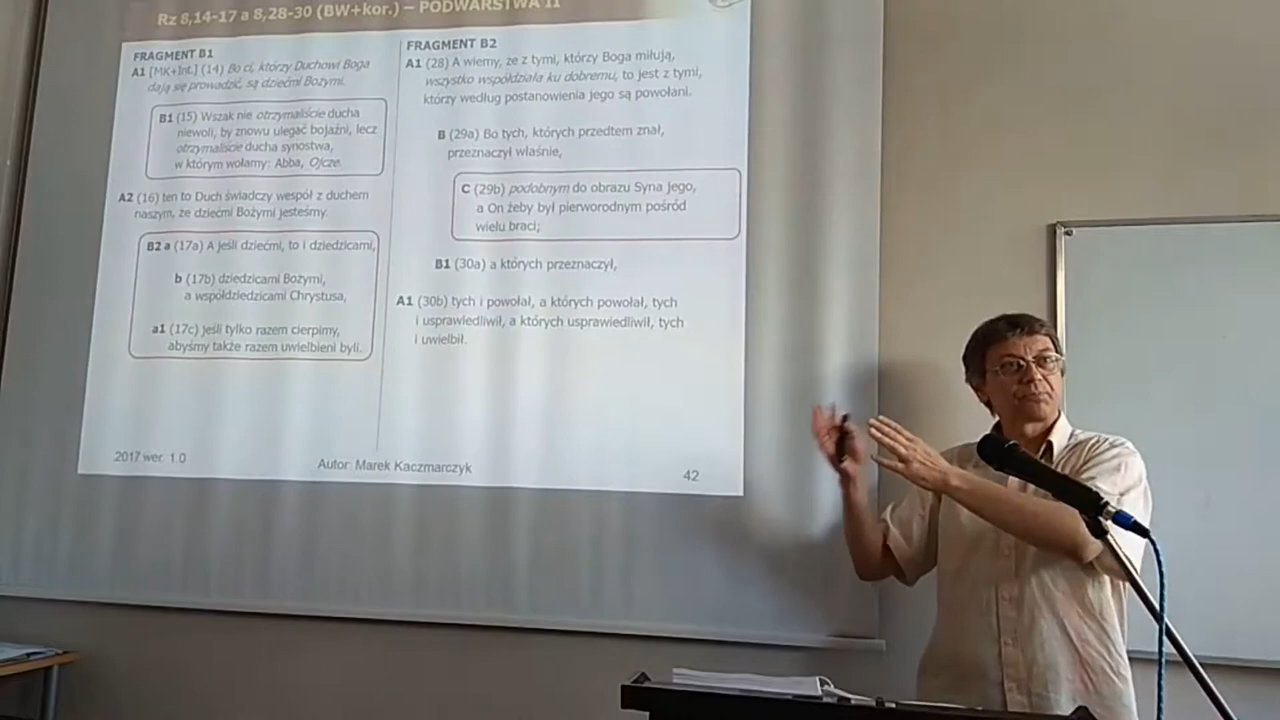 Rz 8,14-17 a 8,28-30 (BW+kor.) – PODWARSTWA II
FRAGMENT B1
A1 [MK+Int.] (14) Bo ci, którzy Duchowi Boga
dają się prowadzić, są dziećmi Bożymi.
B1 (15) Wszak nie otrzymaliście ducha
niewoli, by znowu ulegać bojaźni, lecz
otrzymaliście ducha synostwa,
w którym wołamy: Abba, Ojcze.
A2 (16) ten to Duch świadczy wespół z duchem
naszym, że dziećmi Bożymi jesteśmy.
B2 a (17a) A jeśli dziećmi, to i dziedzicami,
b (17b) dziedzicami Bożymi,
a współdziedzicami Chrystusa,
a1 (17c) jeśli tylko razem cierpimy,
abyśmy także razem uwielbieni byli.
FRAGMENT B2
A1 (28) A wiemy, że z tymi, którzy Boga miłują,
wszystko współdziała ku dobremu, to jest z tymi,
którzy według postanowienia jego są powołani.
B (29a) Bo tych, których przedtem znał,
przeznaczył właśnie,
C (29b) podobnym do obrazu Syna jego,
a On żeby był pierworodnym pośród
wielu braci;
B1 (30a) a których przeznaczył,
A1 (30b) tych i powołał, a których powołał, tych
i usprawiedliwił, a których usprawiedliwił, tych
i uwielbił.
2017 wer. 1.0
Autor: Marek Kaczmarczyk
42